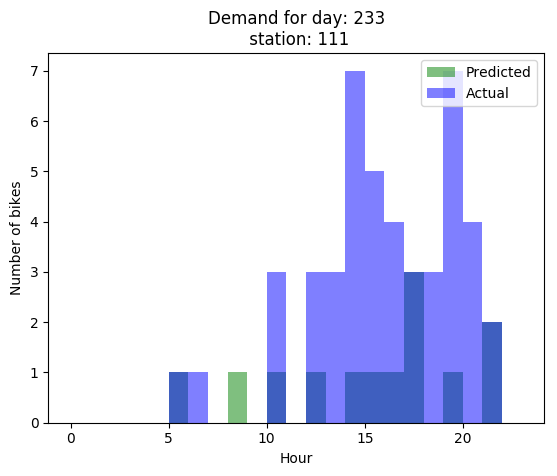 Demand for day: 233
station: 111
Predicted
Actual
Number of bikes
7
6
5
4
3
2
1
0
0
5
10
15
20
Hour